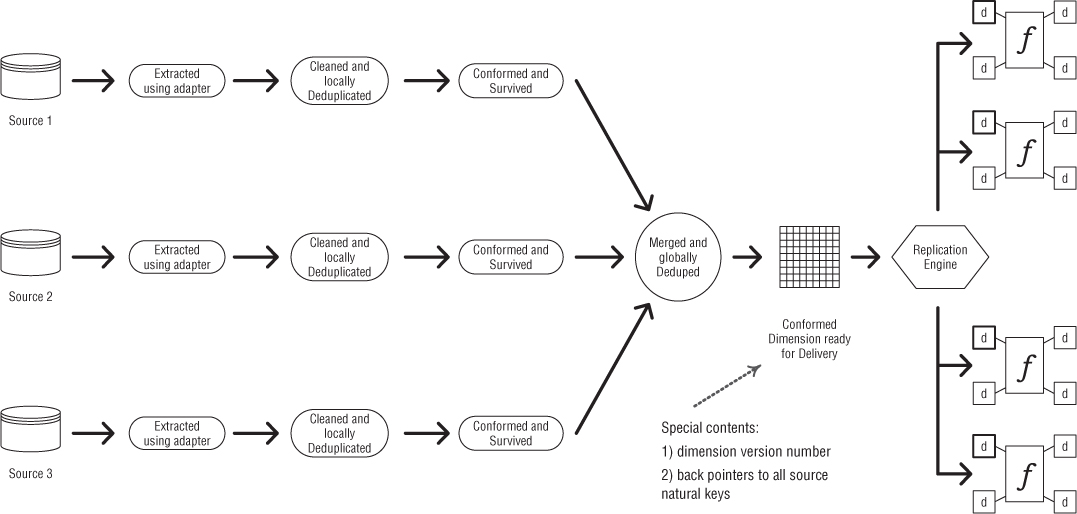 d
d
f
d
d
Extracted
using adapter
Cleaned and
locally
Deduplicated
Conformed and
Survived
Source 1
d
d
f
d
d
Extracted
using adapter
Cleaned and
locally
Deduplicated
Conformed and
Survived
Source 2
Merged and
globally
Deduped
Replication
Engine
Conformed
Dimension ready
for Delivery
d
d
f
d
d
Extracted
using adapter
Cleaned and
locally
Deduplicated
Conformed and
Survived
Source 3
Special contents:
1) dimension version number
2) back pointers to all source
natural keys
d
d
f
d
d